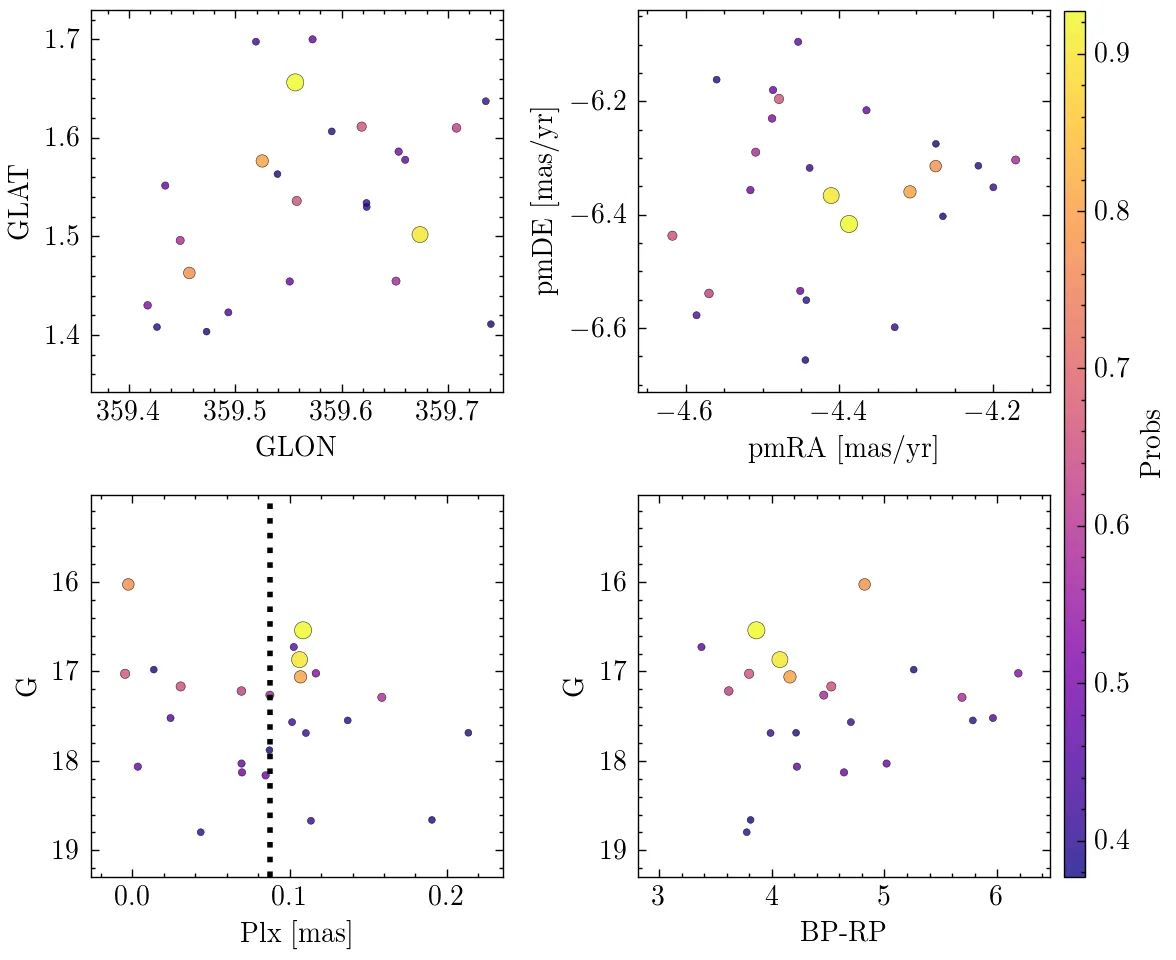 1.7
1.6
1.5
1.4
GLAT
359.4 359.5 359.6 359.7
GLON
−6.2
−6.4
−6.6
pmDE [mas/yr]
−4.6 −4.4 −4.2
pmRA [mas/yr]
16
17
18
19
G
0.0 0.1 0.2
Plx [mas]
16
17
18
19
G
3 4 5 6
BP-RP
0.9
0.8
0.7
0.6
0.5
0.4
Probs